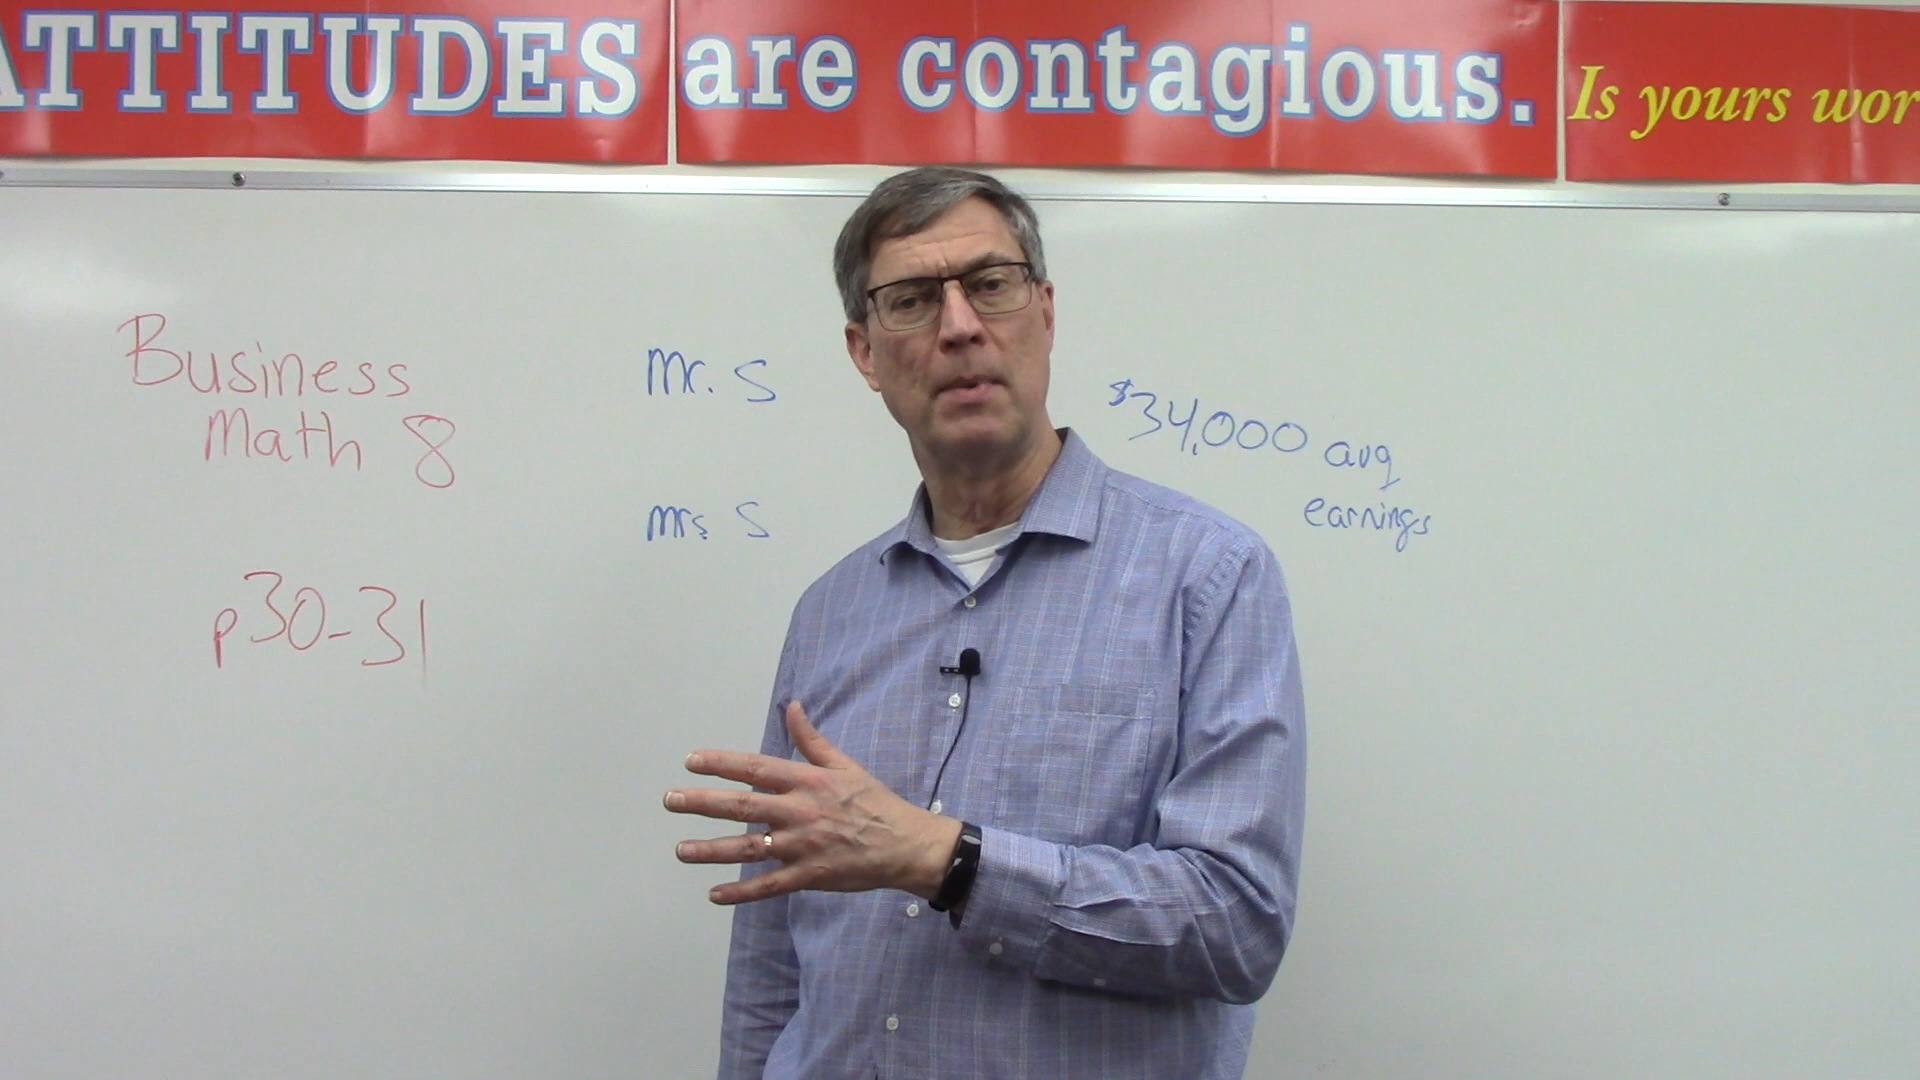 ATTITUDES are contagious.
Is yours wor
Business
Math 8
p30-31
Mr. S
Mrs S
$34,000 avg
earnings